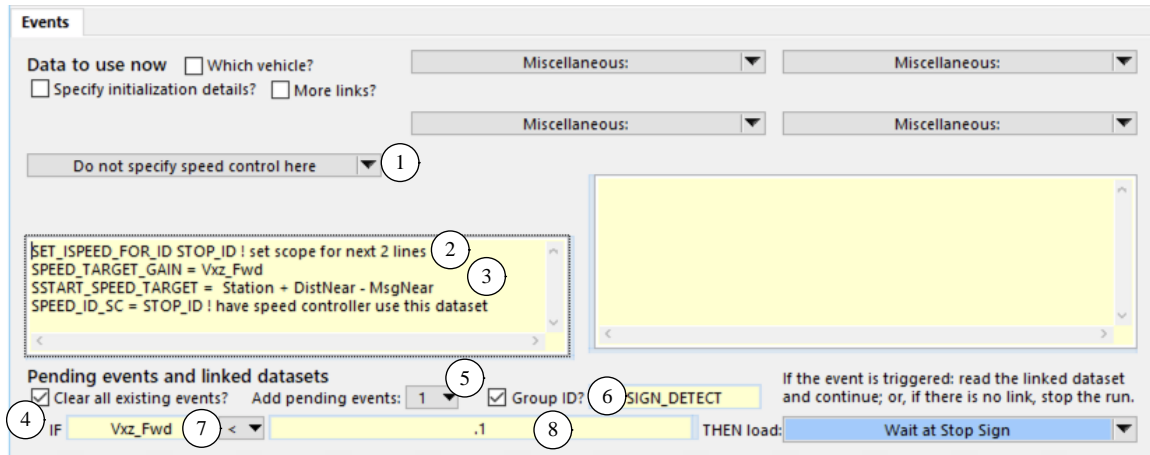 Events
Data to use now Which vehicle?
Specify initialization details? More links?
Miscellaneous: Miscellaneous:
Miscellaneous: Miscellaneous:
Do not specify speed control here 1
SET_ISPEED_FOR_ID STOP_ID ! set scope for next 2 lines 2
SPEED_TARGET_GAIN = Vxz_Fwd 3
SSTART_SPEED_TARGET = Station + DistNear - MsgNear
SPEED_ID_SC = STOP_ID ! have speed controller use this dataset
Pending events and linked datasets
Clear all existing events? Add pending events: 1 5 Group ID? 6 SIGN_DETECT
If the event is triggered: read the linked dataset
and continue; or, if there is no link, stop the run.
4 IF Vxz_Fwd 7 < .1 8 THEN load: Wait at Stop Sign